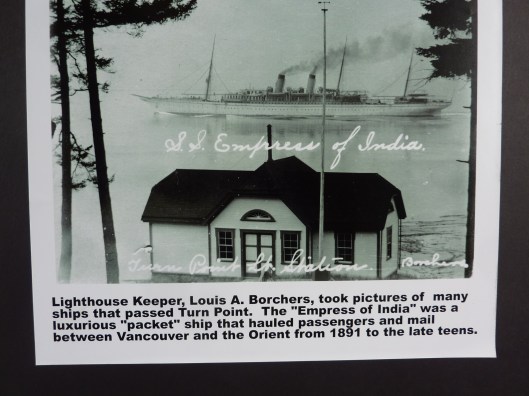 S.S. Empress of India.
Turn Point Lt. Station.
Borchers
Lighthouse Keeper, Louis A. Borchers, took pictures of many
ships that passed Turn Point. The "Empress of India" was a
luxurious "packet" ship that hauled passengers and mail
between Vancouver and the Orient from 1891 to the late teens.